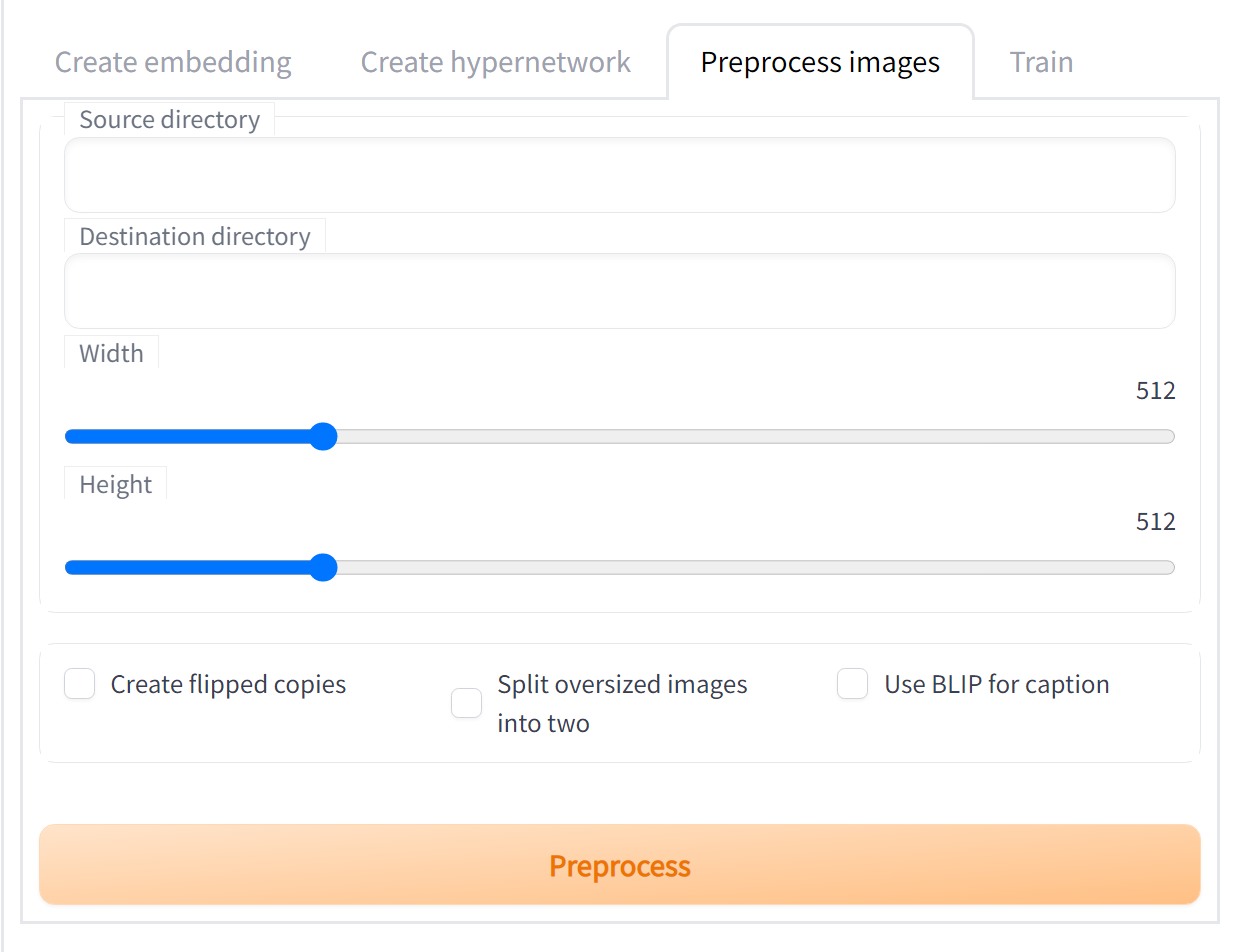 Create embedding Create hypernetwork Preprocess images Train
Source directory
Destination directory
Width
512
Height
512
Create flipped copies
Split oversized images
into two
Use BLIP for caption
Preprocess